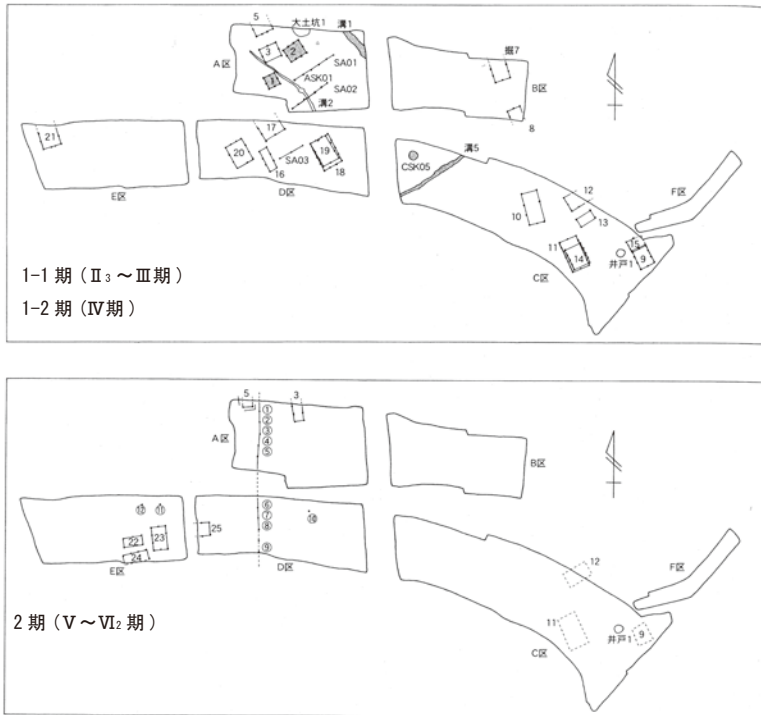 5
大土坑1
溝1
A区
3
2
1
SA01
ASK01
SA02
溝2
掘7
B区
8
21
E区
20
17
16
SA03
19
18
D区
CSK05
溝5
10
12
13
11
14
井戸1
15
9
C区
F区
1-1 期 (Ⅱ₃～Ⅲ期)
1-2 期 (Ⅳ期)
5
3
①
②
③
④
⑤
A区
B区
⑫
⑪
22
23
24
E区
25
⑥
⑦
⑧
⑨
⑩
D区
12
11
井戸1
9
C区
F区
2 期 (Ⅴ～Ⅵ₂ 期)